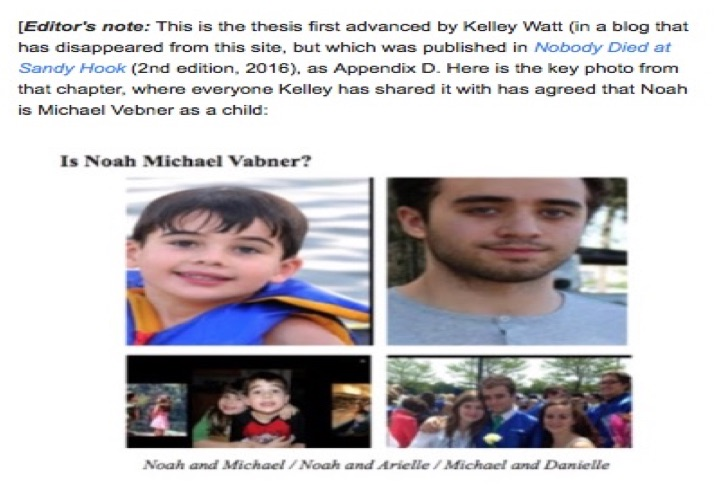 [Editor's note: This is the thesis first advanced by Kelley Watt (in a blog that
has disappeared from this site, but which was published in Nobody Died at
Sandy Hook (2nd edition, 2016), as Appendix D. Here is the key photo from
that chapter, where everyone Kelley has shared it with has agreed that Noah
is Michael Vebner as a child:
Is Noah Michael Vabner?
Noah and Michael / Noah and Arielle / Michael and Danielle